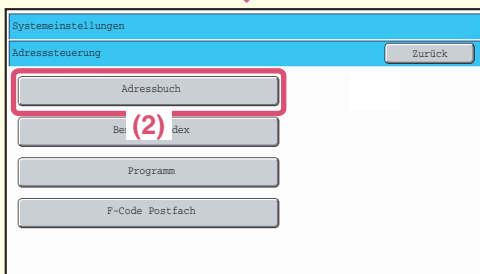 Systemeinstellungen
Adresssteuerung
Zurück
Adressbuch
(2)
Programm
F-Code Postfach